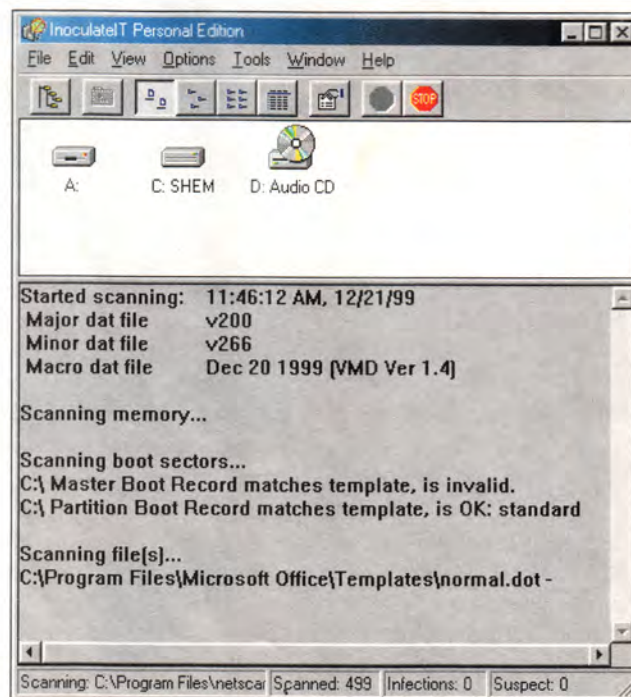 InoculateIT Personal Edition
File Edit View Options Tools Window Help
STOP
A:
C: SHEM
D: Audio CD
Started scanning: 11:46:12 AM, 12/21/99
Major dat file v200
Minor dat file v266
Macro dat file Dec 20 1999 (VMD Ver 1.4)
Scanning memory...
Scanning boot sectors...
C:\ Master Boot Record matches template, is invalid.
C:\ Partition Boot Record matches template, is OK: standard
Scanning file(s)...
C:\Program Files\Microsoft Office\Templates\normal.dot -
Scanning: C:\Program Files\netscar Scanned: 499 Infections: 0 Suspect: 0